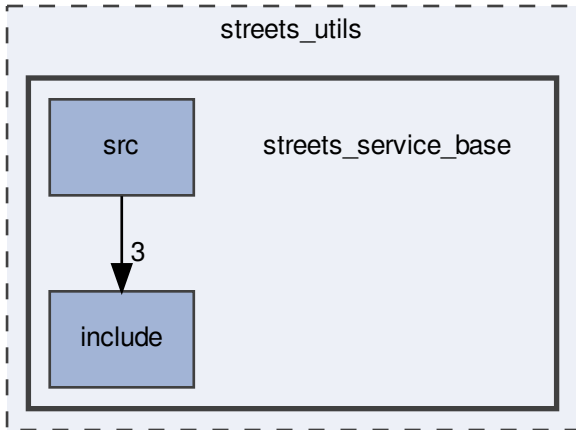 streets_utils
src
streets_service_base
3
include